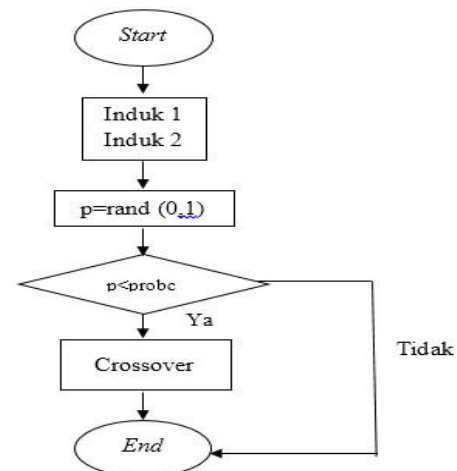 Start
Induk 1
Induk 2
p=rand (0,1)
p<probc
Ya
Tidak
Crossover
End